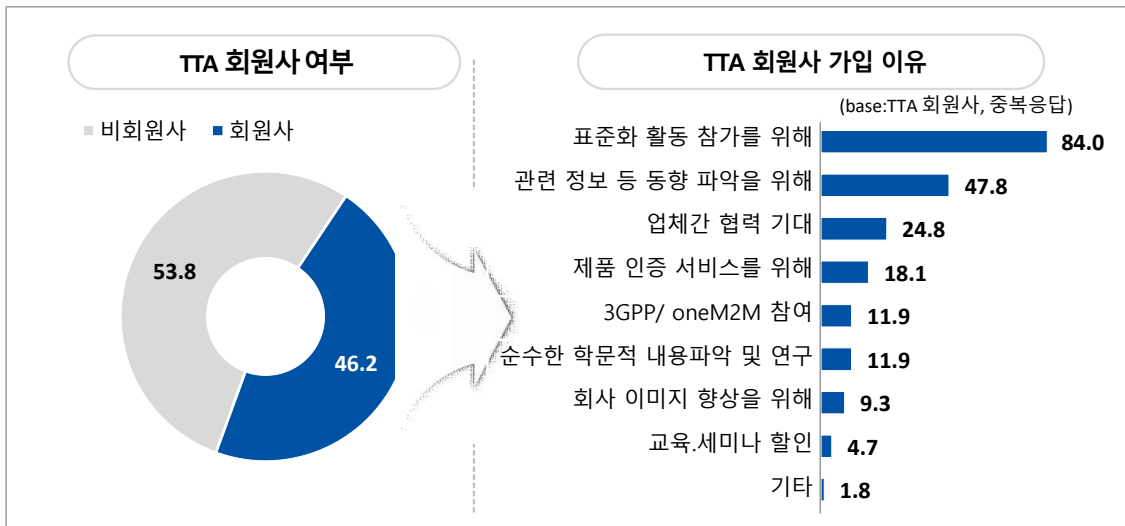 TTA 회원사 여부
비회원사 회원사
53.8
46.2
TTA 회원사 가입 이유
(base:TTA 회원사, 중복응답)
표준화 활동 참가를 위해 84.0
관련 정보 등 동향 파악을 위해 47.8
업체간 협력 기대 24.8
제품 인증 서비스를 위해 18.1
3GPP/ oneM2M 참여 11.9
순수한 학문적 내용파악 및 연구 11.9
회사 이미지 향상을 위해 9.3
교육.세미나 할인 4.7
기타 1.8